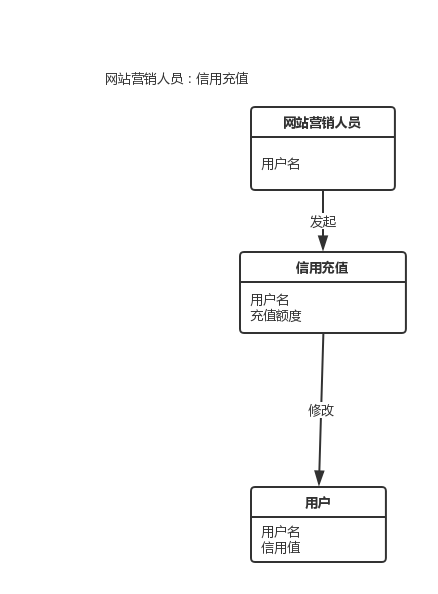 网站营销人员：信用充值
网站营销人员
用户名
发起
信用充值
用户名
充值额度
修改
用户
用户名
信用值